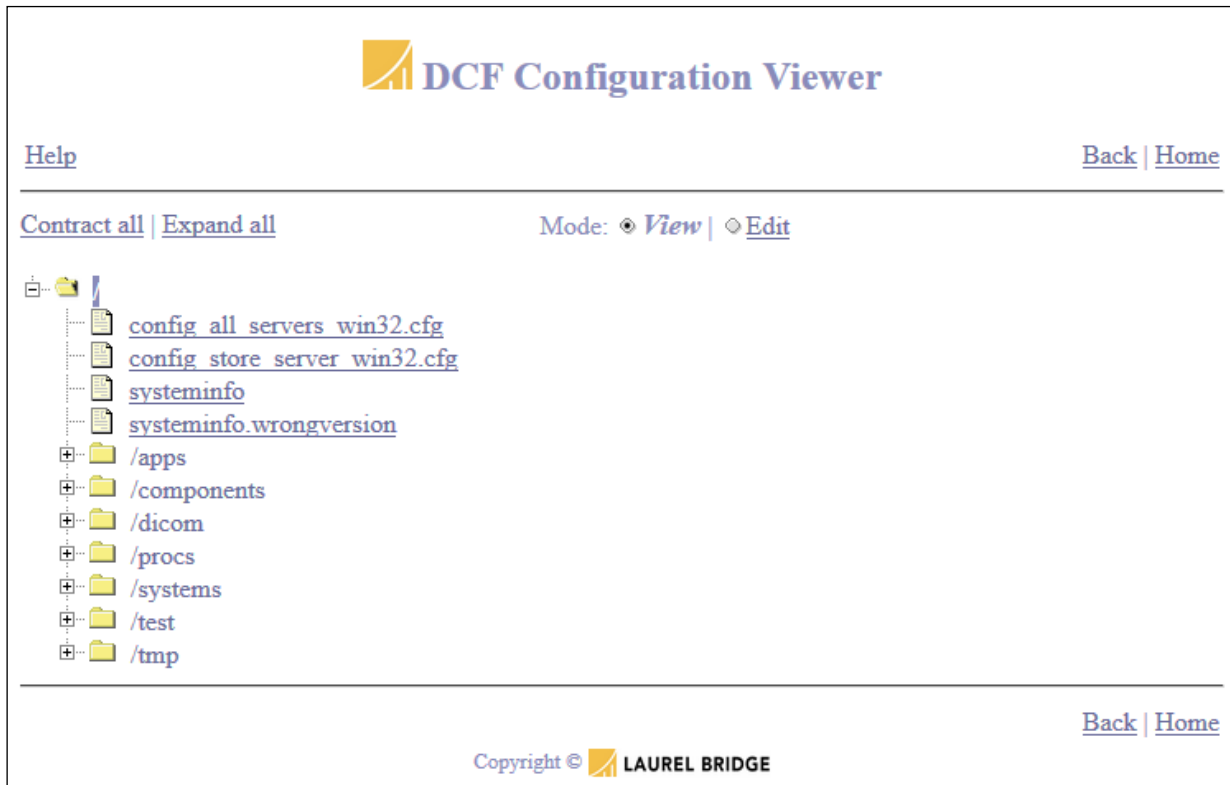 DCF Configuration Viewer
Help Back | Home
Contract all | Expand all Mode: View | Edit
/
config_all_servers_win32.cfg
config_store_server_win32.cfg
systeminfo
systeminfo.wrongversion
/apps
/components
/dicom
/procs
/systems
/test
/tmp
Back | Home
Copyright © LAUREL BRIDGE